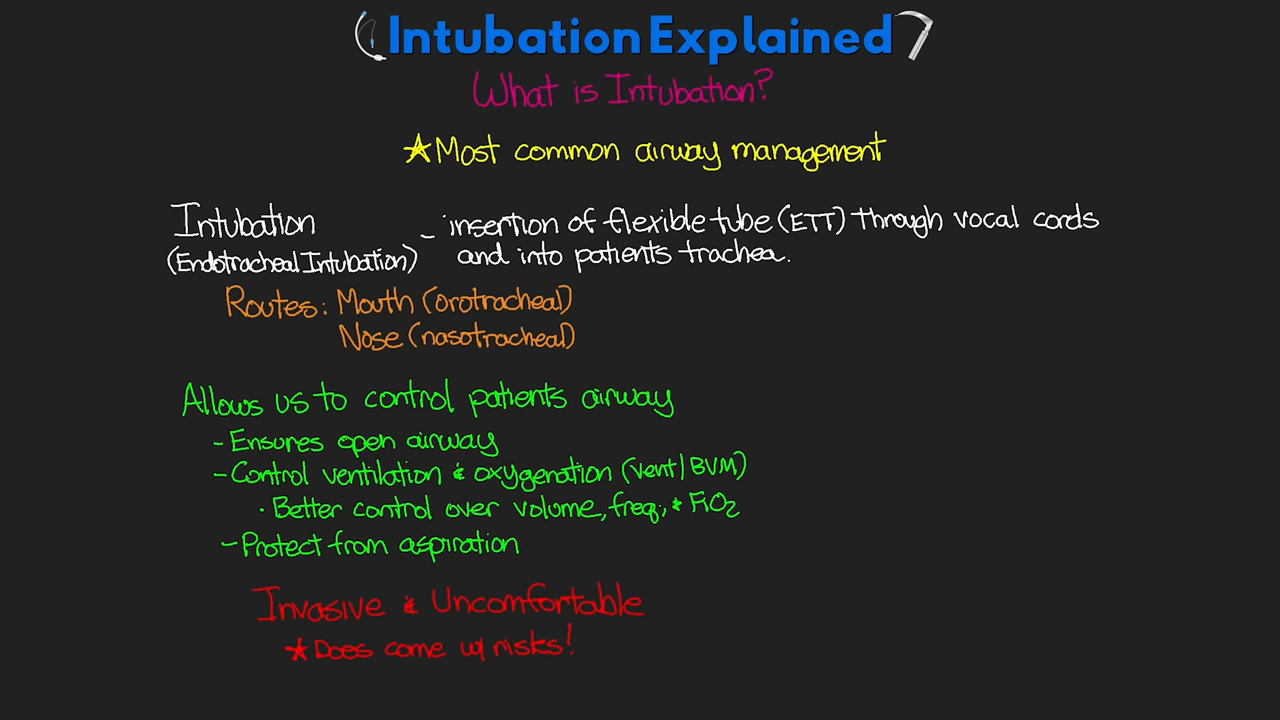 Intubation Explained
What is Intubation?
★Most common airway management
Intubation - insertion of flexible tube (ETT) through vocal cords
(Endotracheal Intubation) and into patients trachea.
Routes: Mouth (orotracheal)
Nose (nasotracheal)
Allows us to control patients airway
- Ensures open airway
- Control ventilation & oxygenation (vent/BVM)
· Better control over volume, freq., & FiO2
- Protect from aspiration
Invasive & Uncomfortable
★Does come w/ risks!